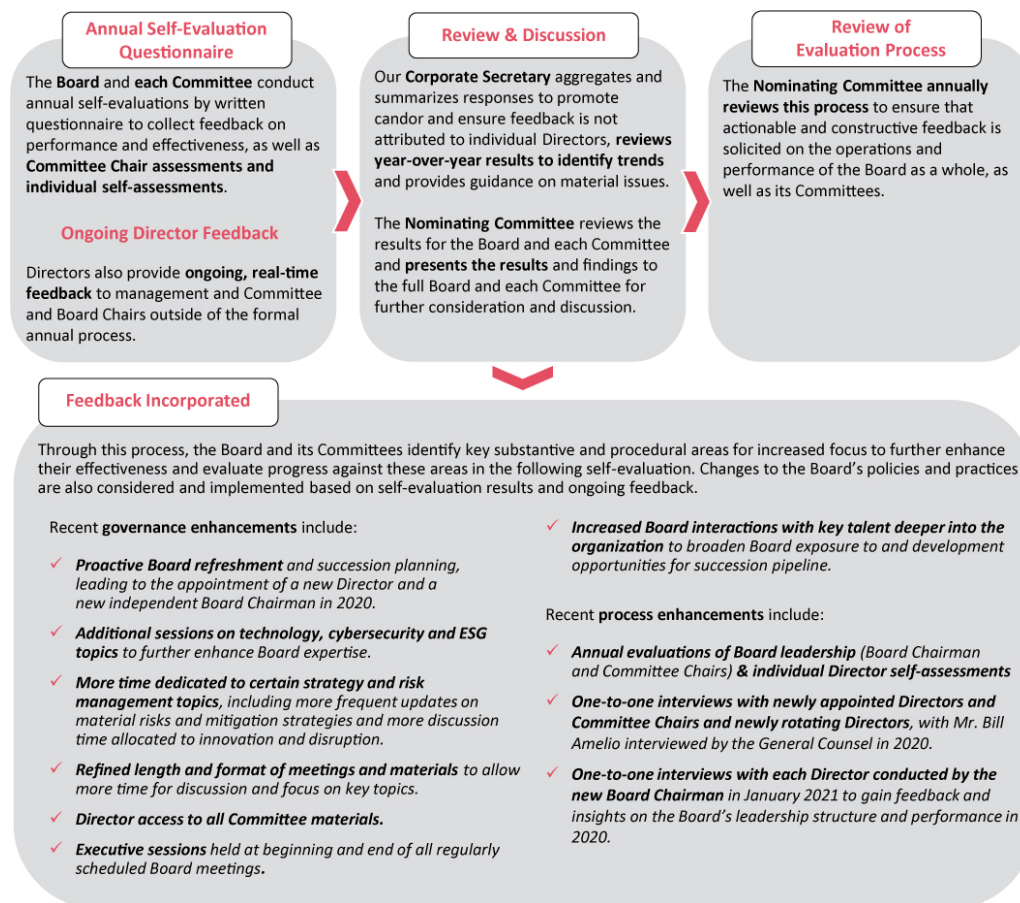 Annual Self-Evaluation
Questionnaire
The Board and each Committee conduct
annual self-evaluations by written
questionnaire to collect feedback on
performance and effectiveness, as well as
Committee Chair assessments and
individual self-assessments.
Ongoing Director Feedback
Directors also provide ongoing, real-time
feedback to management and Committee
and Board Chairs outside of the formal
annual process.
Review & Discussion
Our Corporate Secretary aggregates and
summarizes responses to promote
candor and ensure feedback is not
attributed to individual Directors, reviews
year-over-year results to identify trends
and provides guidance on material issues.
The Nominating Committee reviews the
results for the Board and each Committee
and presents the results and findings to
the full Board and each Committee for
further consideration and discussion.
Review of
Evaluation Process
The Nominating Committee annually
reviews this process to ensure that
actionable and constructive feedback is
solicited on the operations and
performance of the Board as a whole, as
well as its Committees.
Feedback Incorporated
Through this process, the Board and its Committees identify key substantive and procedural areas for increased focus to further enhance
their effectiveness and evaluate progress against these areas in the following self-evaluation. Changes to the Board's policies and practices
are also considered and implemented based on self-evaluation results and ongoing feedback.
Recent governance enhancements include:
✓ Proactive Board refreshment and succession planning,
leading to the appointment of a new Director and a
new independent Board Chairman in 2020.
✓ Additional sessions on technology, cybersecurity and ESG
topics to further enhance Board expertise.
✓ More time dedicated to certain strategy and risk
management topics, including more frequent updates on
material risks and mitigation strategies and more discussion
time allocated to innovation and disruption.
✓ Refined length and format of meetings and materials to allow
more time for discussion and focus on key topics.
✓ Director access to all Committee materials.
✓ Executive sessions held at beginning and end of all regularly
scheduled Board meetings.
✓ Increased Board interactions with key talent deeper into the
organization to broaden Board exposure to and development
opportunities for succession pipeline.
Recent process enhancements include:
✓ Annual evaluations of Board leadership (Board Chairman
and Committee Chairs) & individual Director self-assessments
✓ One-to-one interviews with newly appointed Directors and
Committee Chairs and newly rotating Directors, with Mr. Bill
Amelio interviewed by the General Counsel in 2020.
✓ One-to-one interviews with each Director conducted by the
new Board Chairman in January 2021 to gain feedback and
insights on the Board's leadership structure and performance in
2020.